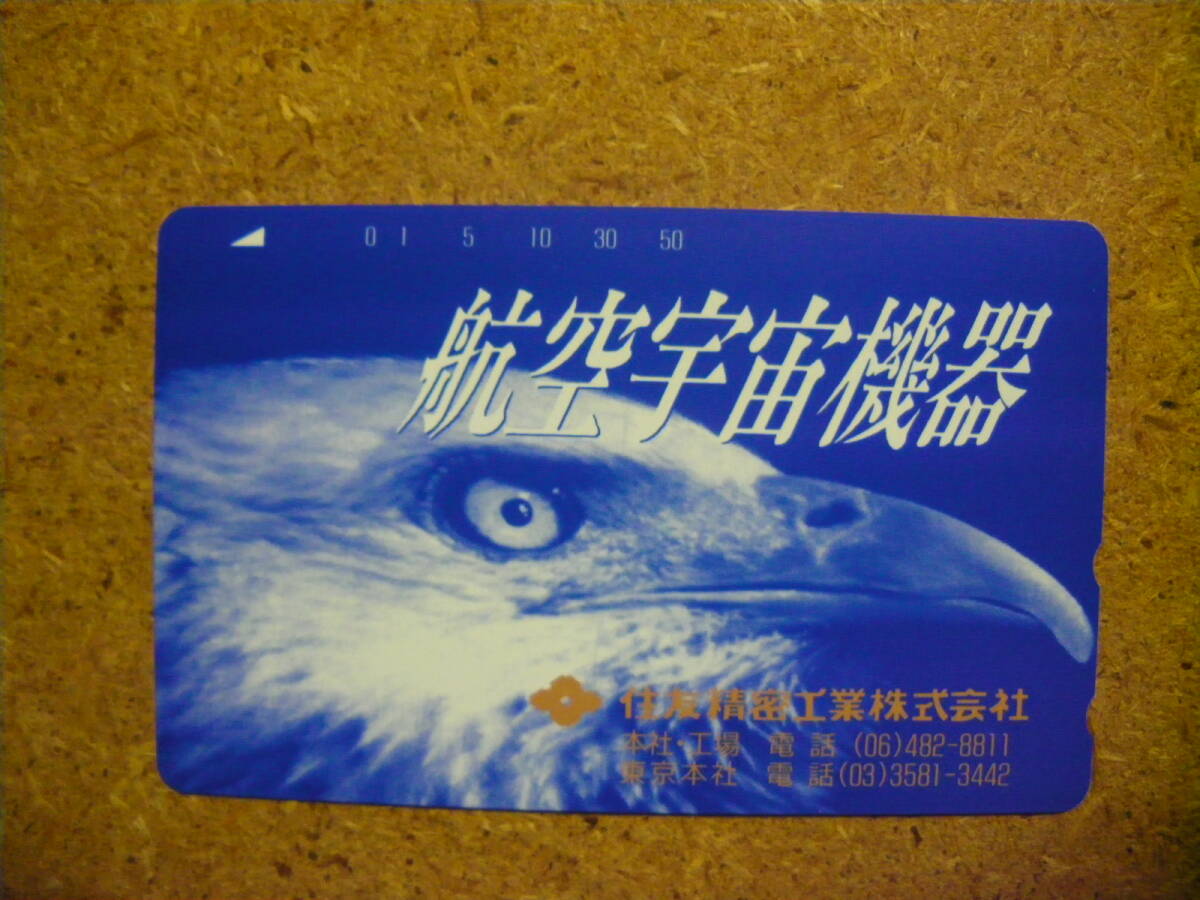 0 1 5 10 30 50
航空宇宙機器
住友精密工業株式会社
本社・工場 電話 (06)482-8811
東京本社 電話(03)3581-3442